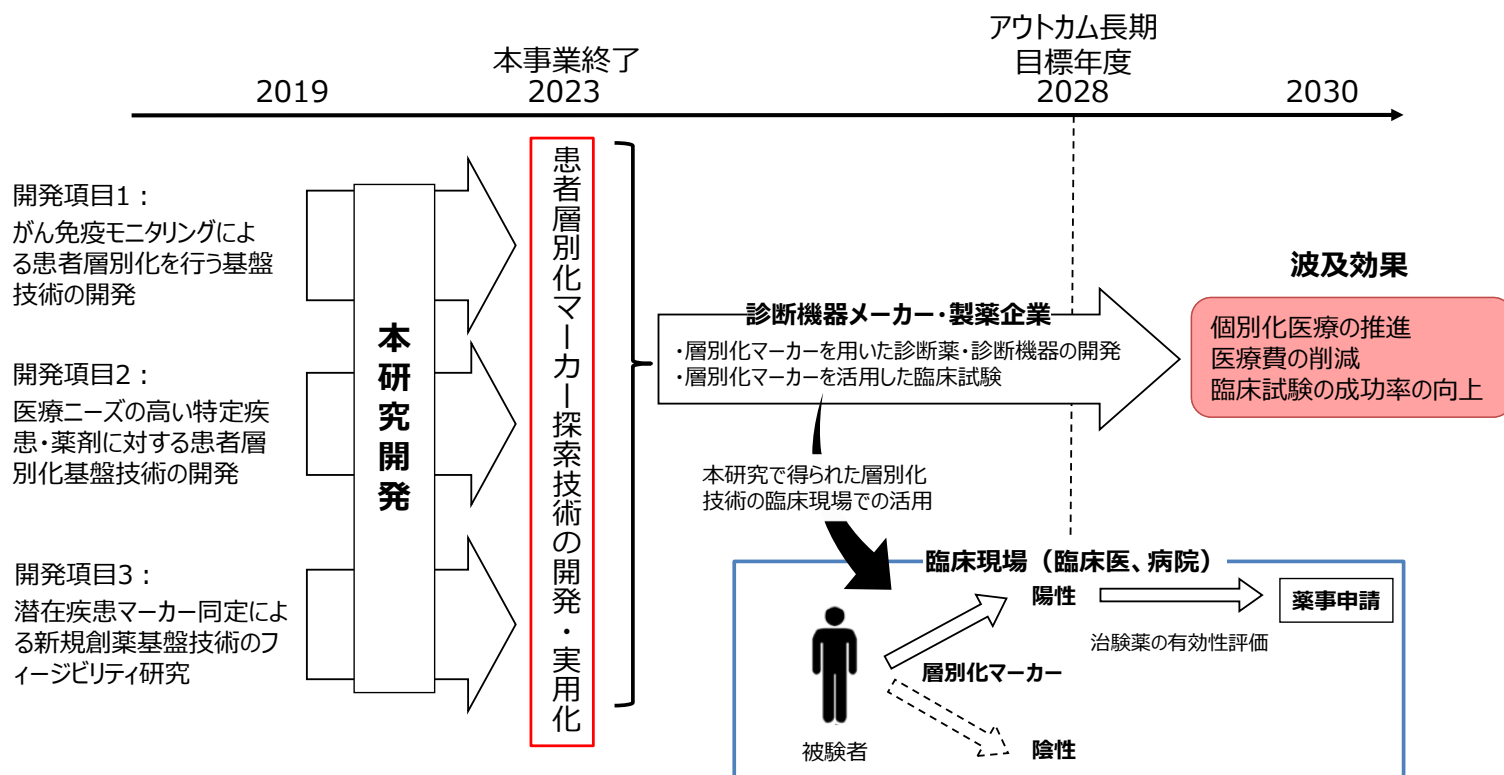 アウトカム長期
目標年度
本事業終了
2019
2023
2028
2030
開発項目1：
がん免疫モニタリングによ
る患者層別化を行う基盤
技術の開発
開発項目2：
医療ニーズの高い特定疾
患・薬剤に対する患者層
別化基盤技術の開発
開発項目3：
潜在疾患マーカー同定によ
る新規創薬基盤技術のフ
ィージビリティ研究
本研究開発
患者層別化マーカー探索技術の開発・実用化
診断機器メーカー・製薬企業
・層別化マーカーを用いた診断薬・診断機器の開発
・層別化マーカーを活用した臨床試験
波及効果
個別化医療の推進
医療費の削減
臨床試験の成功率の向上
本研究で得られた層別化
技術の臨床現場での活用
臨床現場（臨床医、病院）
陽性
薬事申請
治験薬の有効性評価
層別化マーカー
陰性
被験者